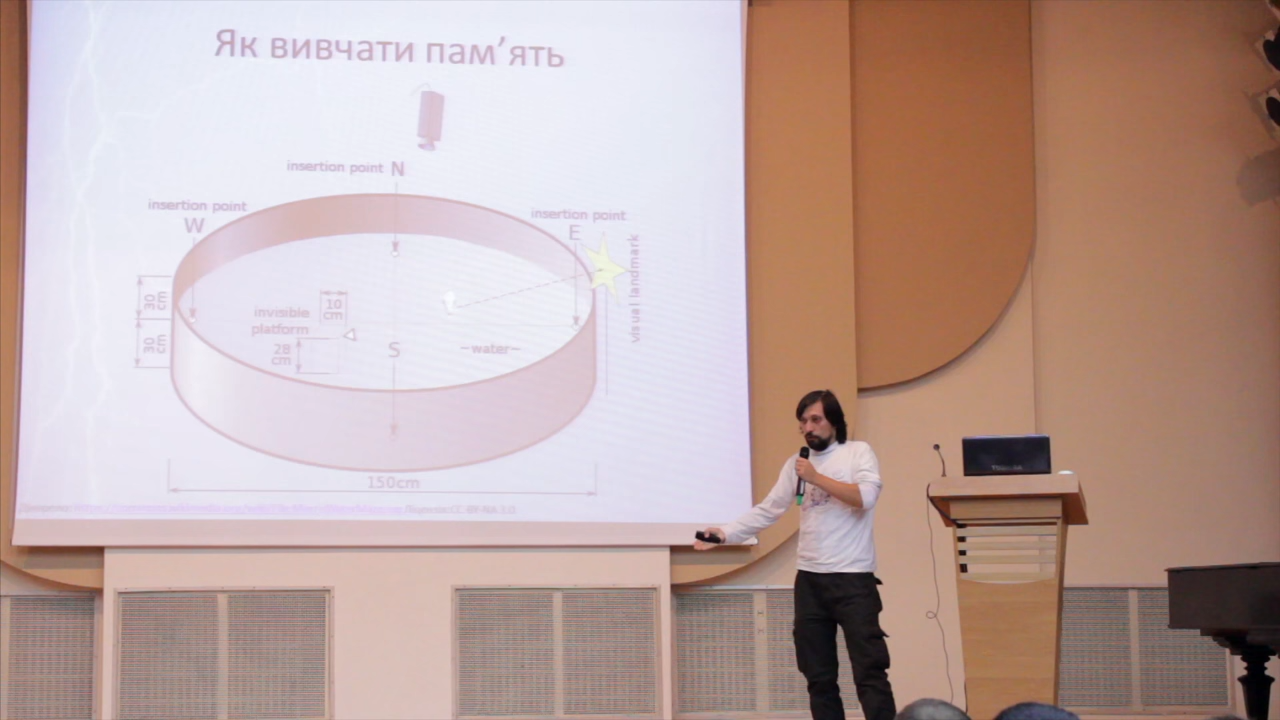 Як вивчати пам’ять
insertion point N
insertion point
W
insertion point
E
visual landmark
30 cm
30 cm
invisible
platform
10
cm
28
cm
S
water
150cm
TOSHIBA